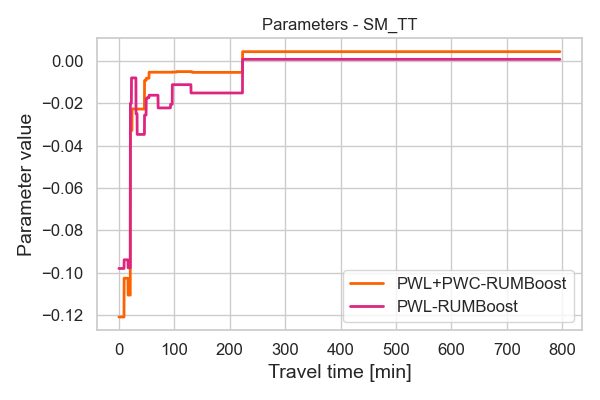 Parameters - SM_TT
Parameter value
0.00
−0.02
−0.04
−0.06
−0.08
−0.10
−0.12
PWL+PWC-RUMBoost
PWL-RUMBoost
0 100 200 300 400 500 600 700 800
Travel time [min]